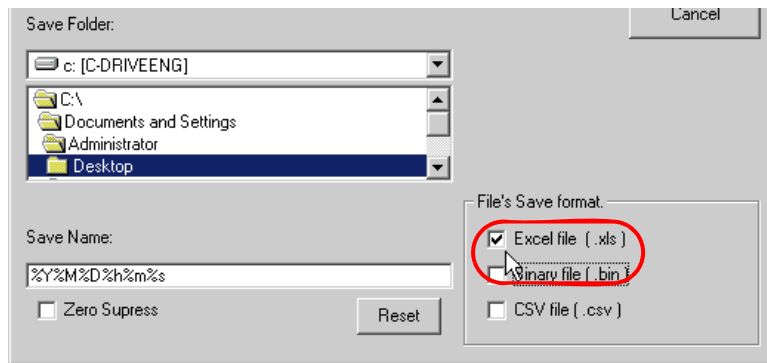 Cancel
Save Folder:
c: [C-DRIVEENG]
C:\
Documents and Settings
Administrator
Desktop
File's Save format.
Excel file ( .xls )
Save Name:
Binary file ( .bin )
%Y%M%D%h%m%s
Zero Supress
Reset
CSV file ( .csv )